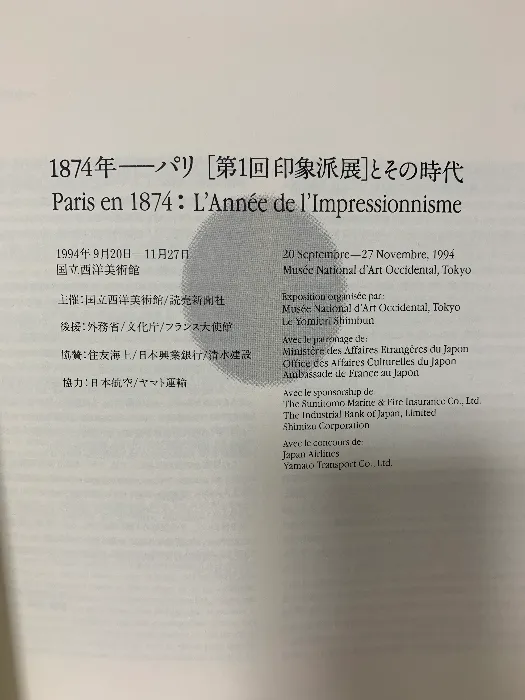 1874年──パリ［第1回印象派展］とその時代
Paris en 1874: L'Année de l'Impressionnisme
1994年9月20日―11月27日
国立西洋美術館
主催：国立西洋美術館/読売新聞社
後援：外務省/文化庁/フランス大使館
協賛：住友海上/日本興業銀行/清水建設
協力：日本航空/ヤマト運輸
20 Septembre—27 Novembre, 1994
Musée National d'Art Occidental, Tokyo
Exposition organisée par:
Musée National d'Art Occidental, Tokyo
Le Yomiuri Shimbun
Avec le patronage de:
Ministère des Affaires Etrangères du Japon
Office des Affaires Culturelles du Japon
Ambassade de France au Japon
Avec le sponsorship de
The Sumitomo Marine & Fire Insurance Co., Ltd.
The Industrial Bank of Japan, Limited
Shimizu Corporation
Avec le concours de:
Japan Airlines
Yamato Transport Co., Ltd.